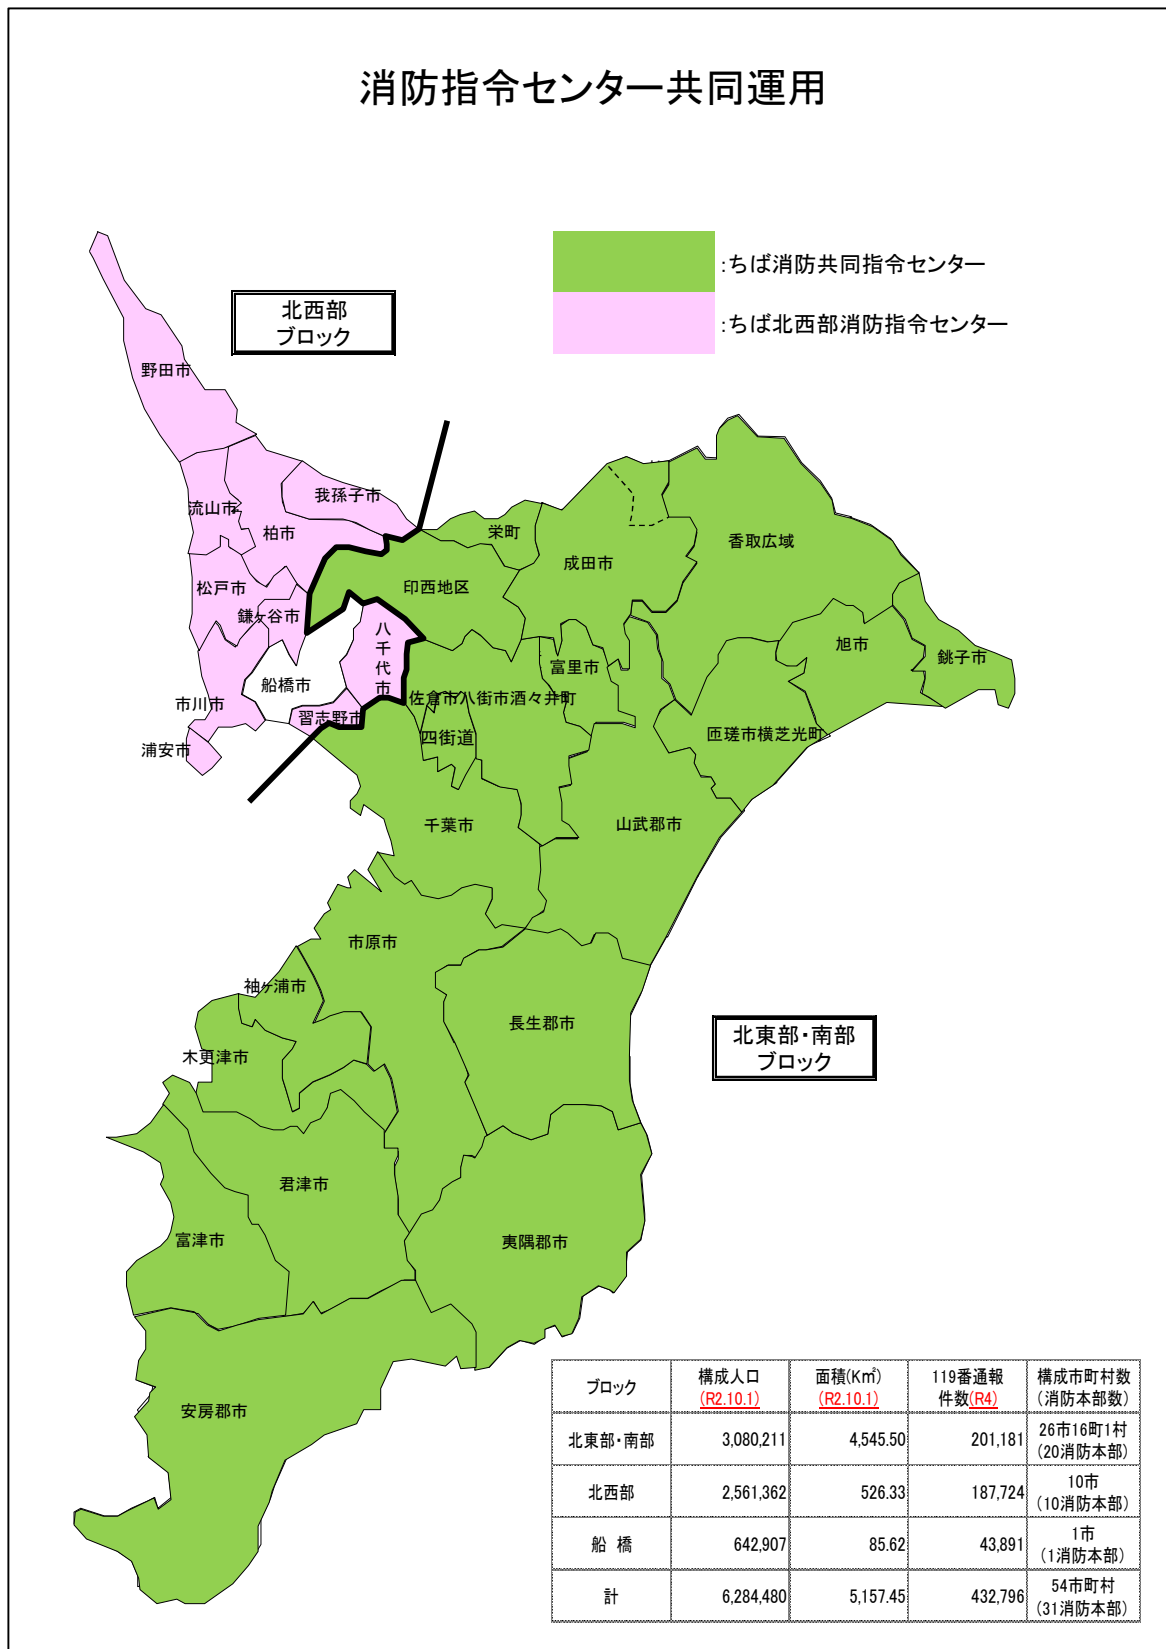 消防指令センター共同運用
:ちば消防共同指令センター
:ちば北西部消防指令センター
北西部
ブロック
野田市
流山市
柏市
我孫子市
松戸市
鎌ヶ谷市
船橋市
八千代市
習志野市
市川市
浦安市
栄町
成田市
香取広域
印西地区
富里市
旭市
銚子市
佐倉市八街市酒々井町
四街道
匝瑳市横芝光町
千葉市
山武郡市
市原市
袖ヶ浦市
長生郡市
木更津市
北東部・南部
ブロック
君津市
富津市
夷隅郡市
安房郡市
ブロック 構成人口 (R2.10.1) 面積(K㎡) (R2.10.1) 119番通報 件数(R4) 構成市町村数 (消防本部数)
北東部・南部 3,080,211 4,545.50 201,181 26市16町1村 (20消防本部)
北西部 2,561,362 526.33 187,724 10市 (10消防本部)
船 橋 642,907 85.62 43,891 1市 (1消防本部)
計 6,284,480 5,157.45 432,796 54市町村 (31消防本部)